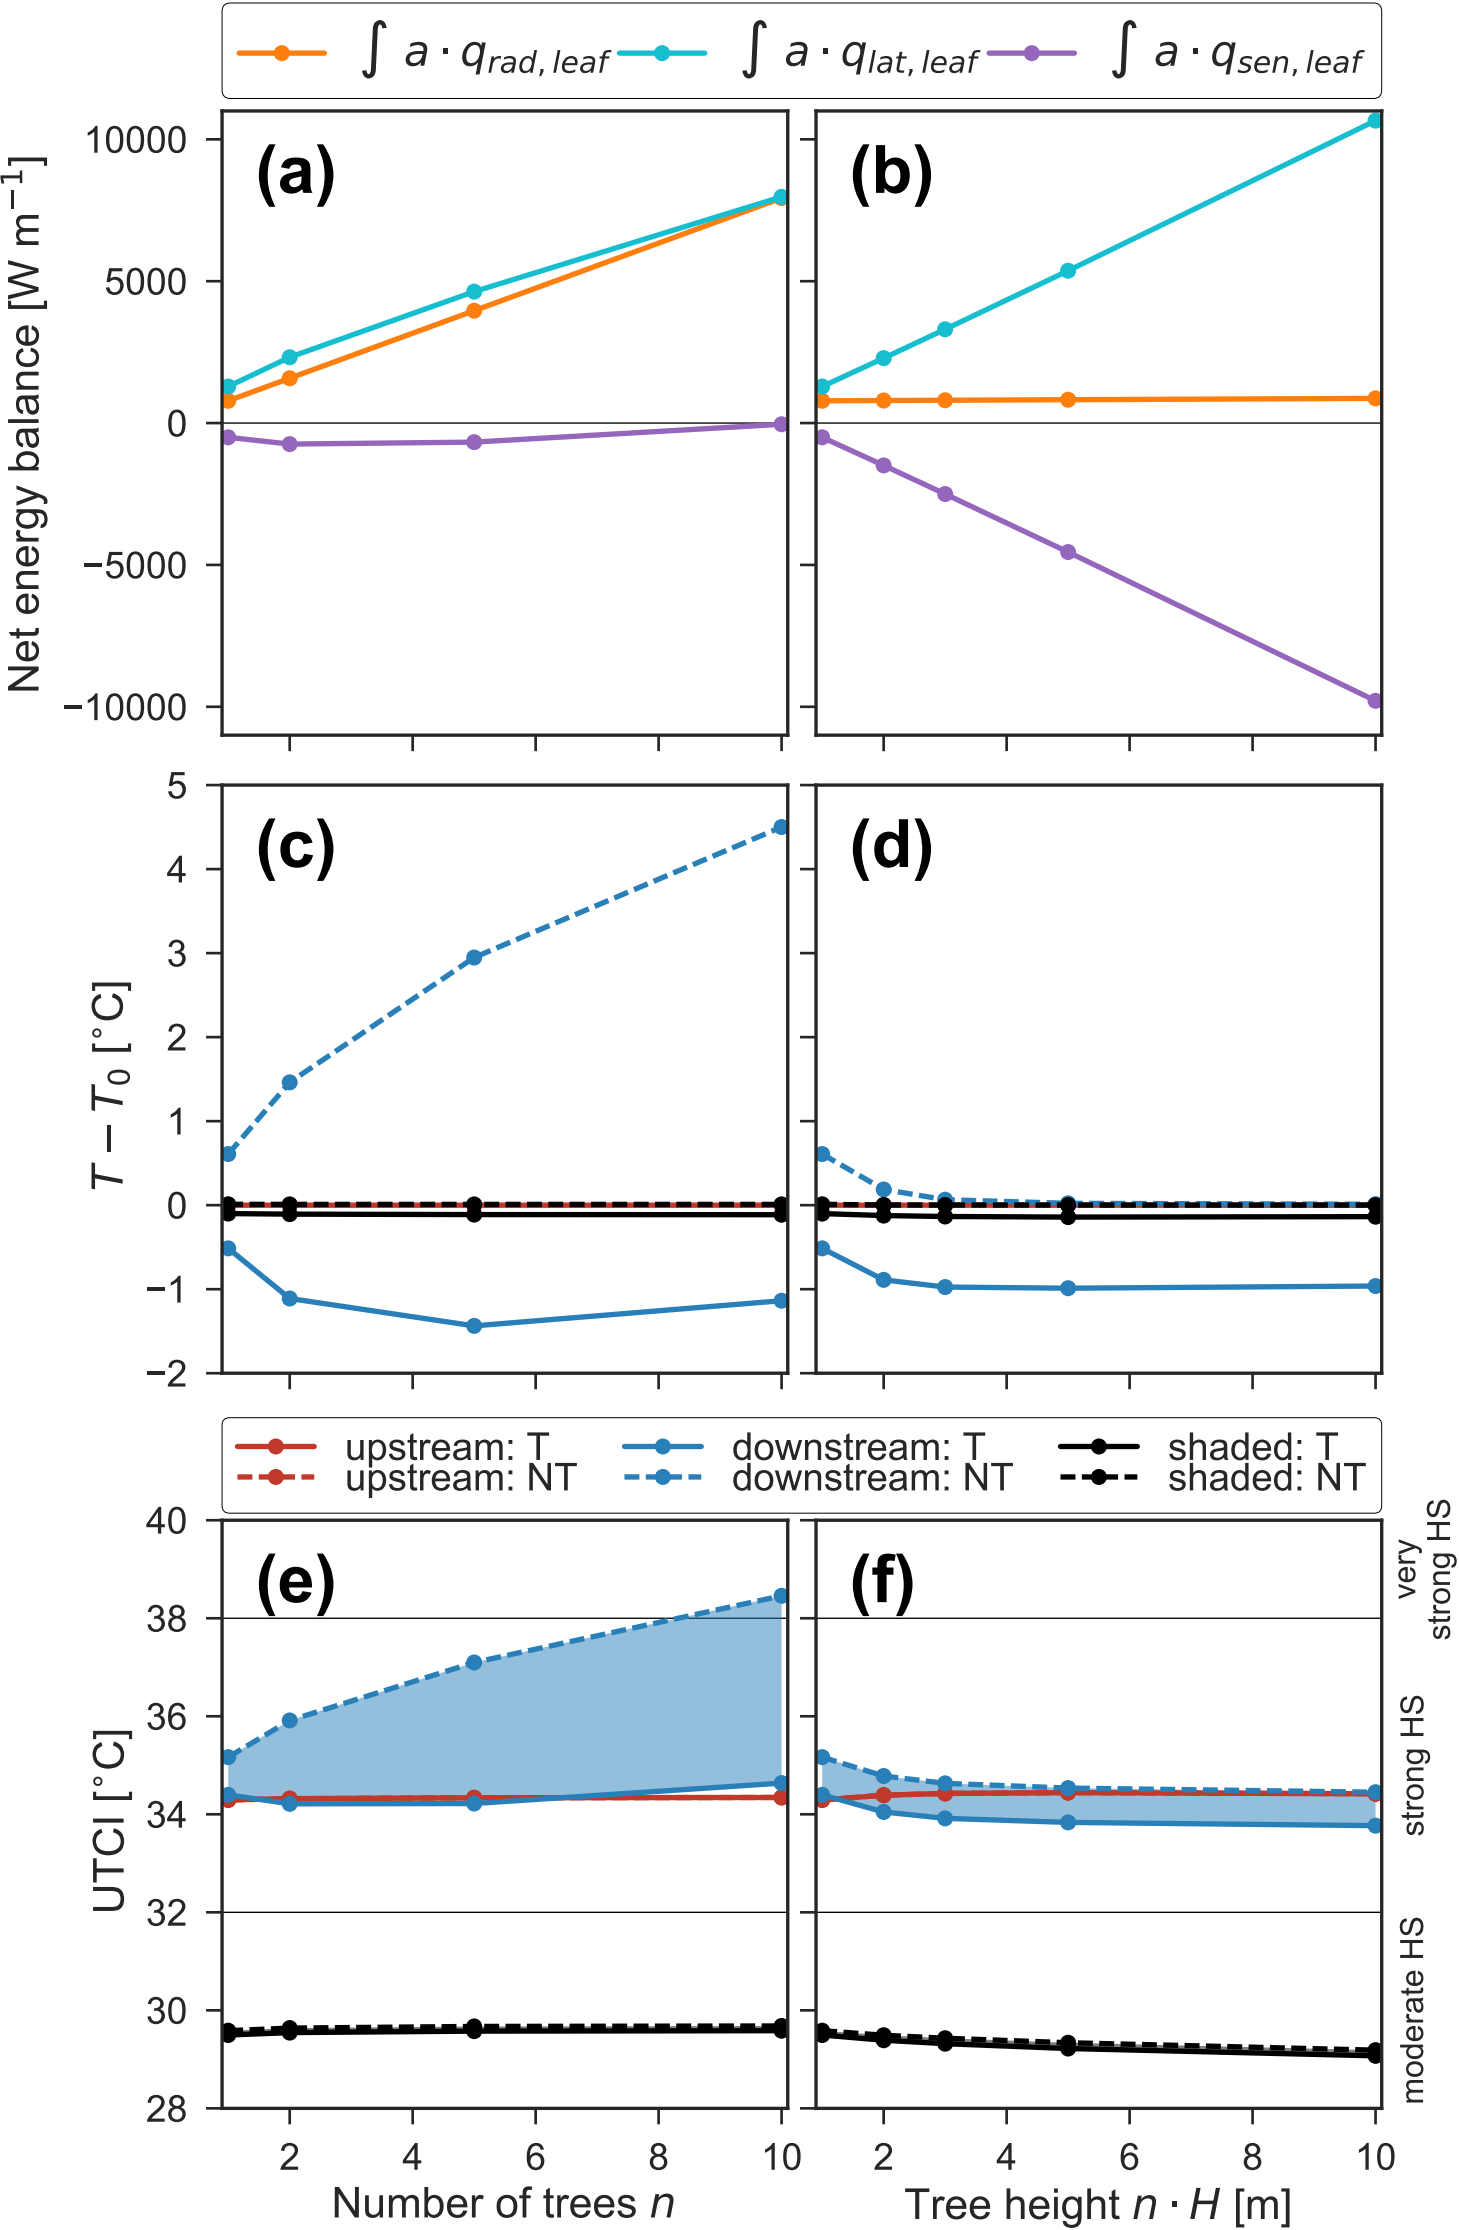 ∫ a · q_rad, leaf ∫ a · q_lat, leaf ∫ a · q_sen, leaf
Net energy balance [W m⁻¹]
10000
5000
0
−5000
−10000
(a)
(b)
T − T₀ [°C]
5
4
3
2
1
0
−1
−2
(c)
(d)
upstream: T downstream: T shaded: T
upstream: NT downstream: NT shaded: NT
UTCI [°C]
40
38
36
34
32
30
28
(e)
(f)
very
strong HS
strong HS
moderate HS
2 4 6 8 10
2 4 6 8 10
Number of trees n
Tree height n · H [m]